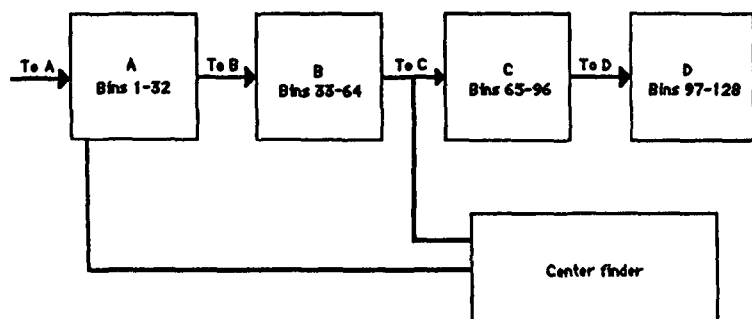 To A
A
Bins 1-32
To B
B
Bins 33-64
To C
C
Bins 65-96
To D
D
Bins 97-128
Center finder